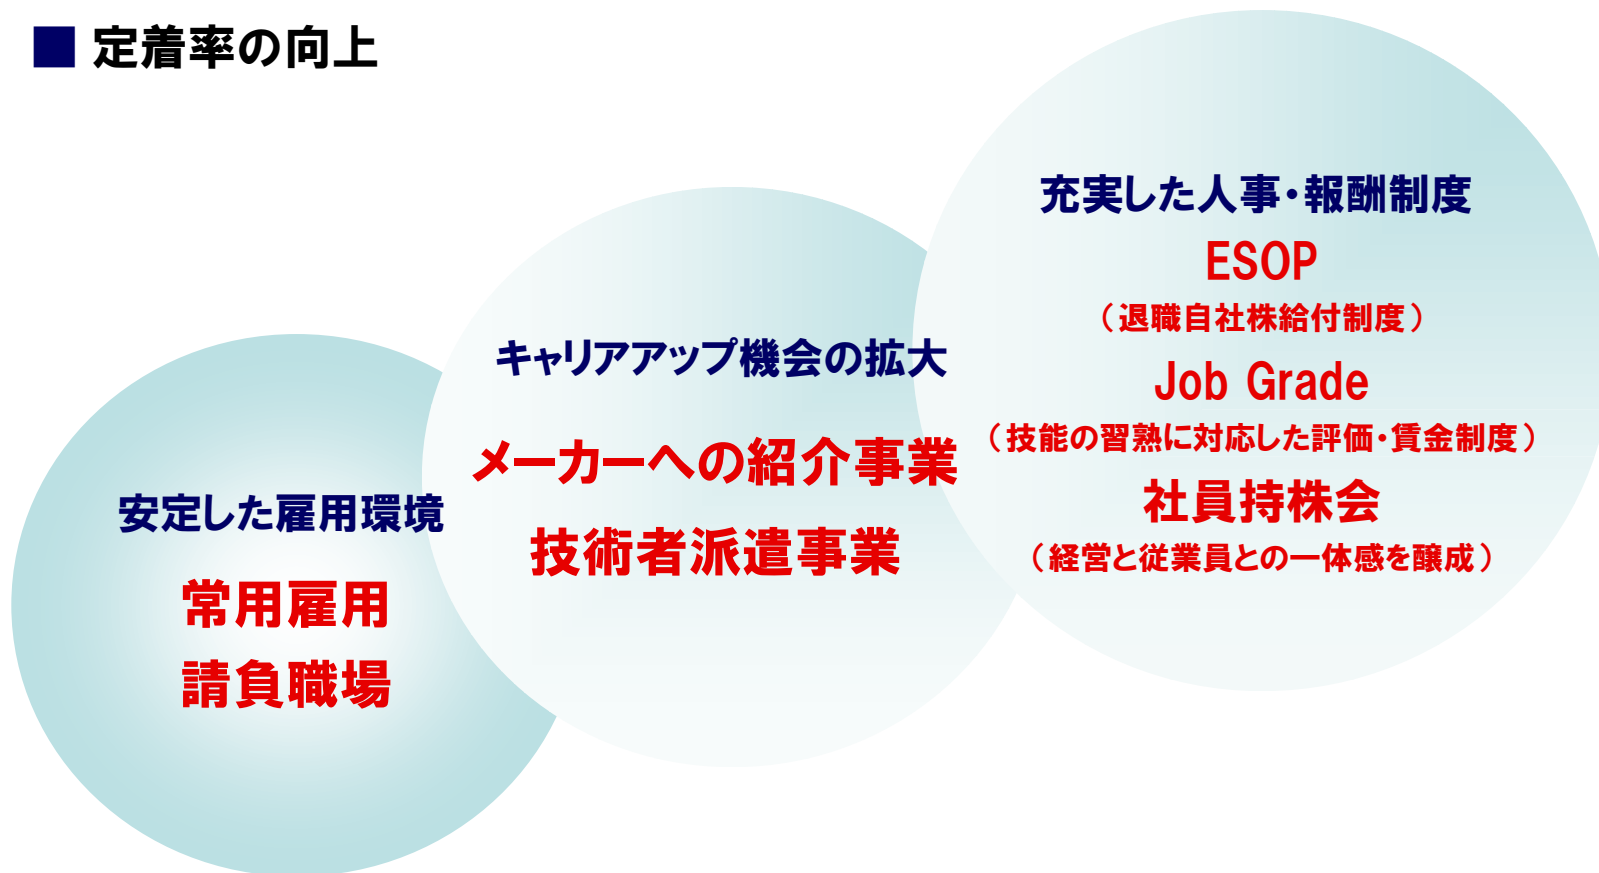 ■ 定着率の向上
安定した雇用環境
常用雇用
請負職場
キャリアアップ機会の拡大
メーカーへの紹介事業
技術者派遣事業
充実した人事・報酬制度
ESOP
（退職自社株給付制度）
Job Grade
（技能の習熟に対応した評価・賃金制度）
社員持株会
（経営と従業員との一体感を醸成）